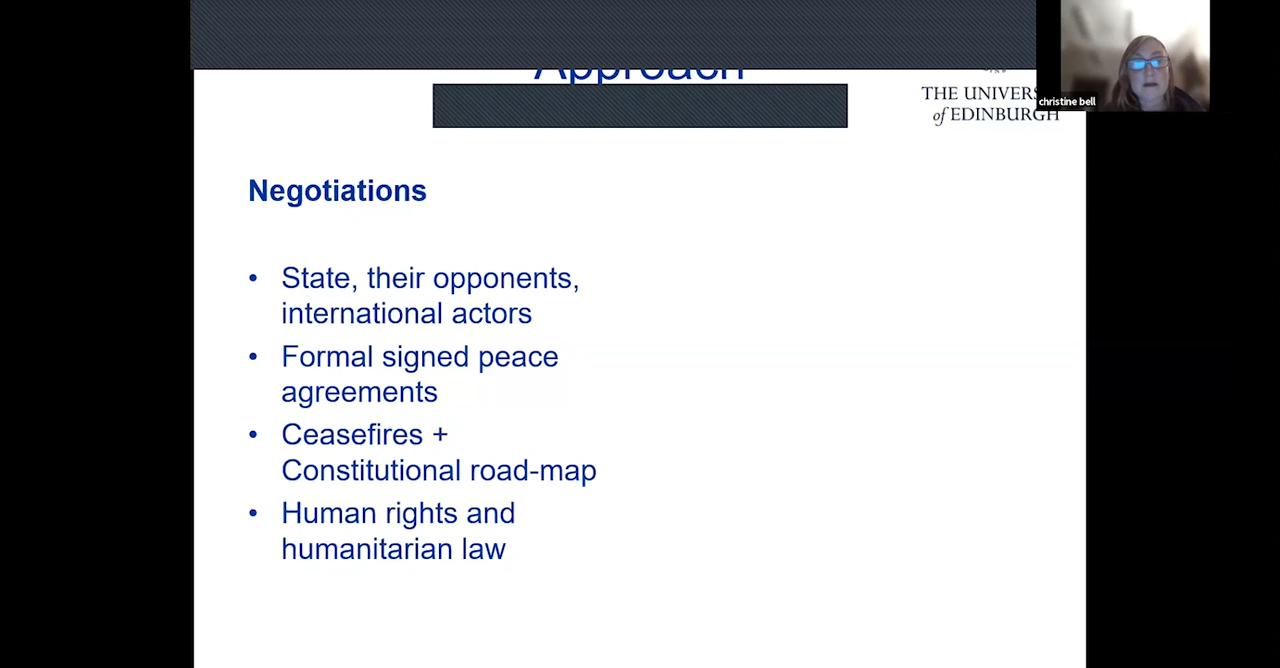 Approach
THE UNIVERS
christine bell
of EDINBURGH
Negotiations
• State, their opponents,
international actors
• Formal signed peace
agreements
• Ceasefires +
Constitutional road-map
• Human rights and
humanitarian law